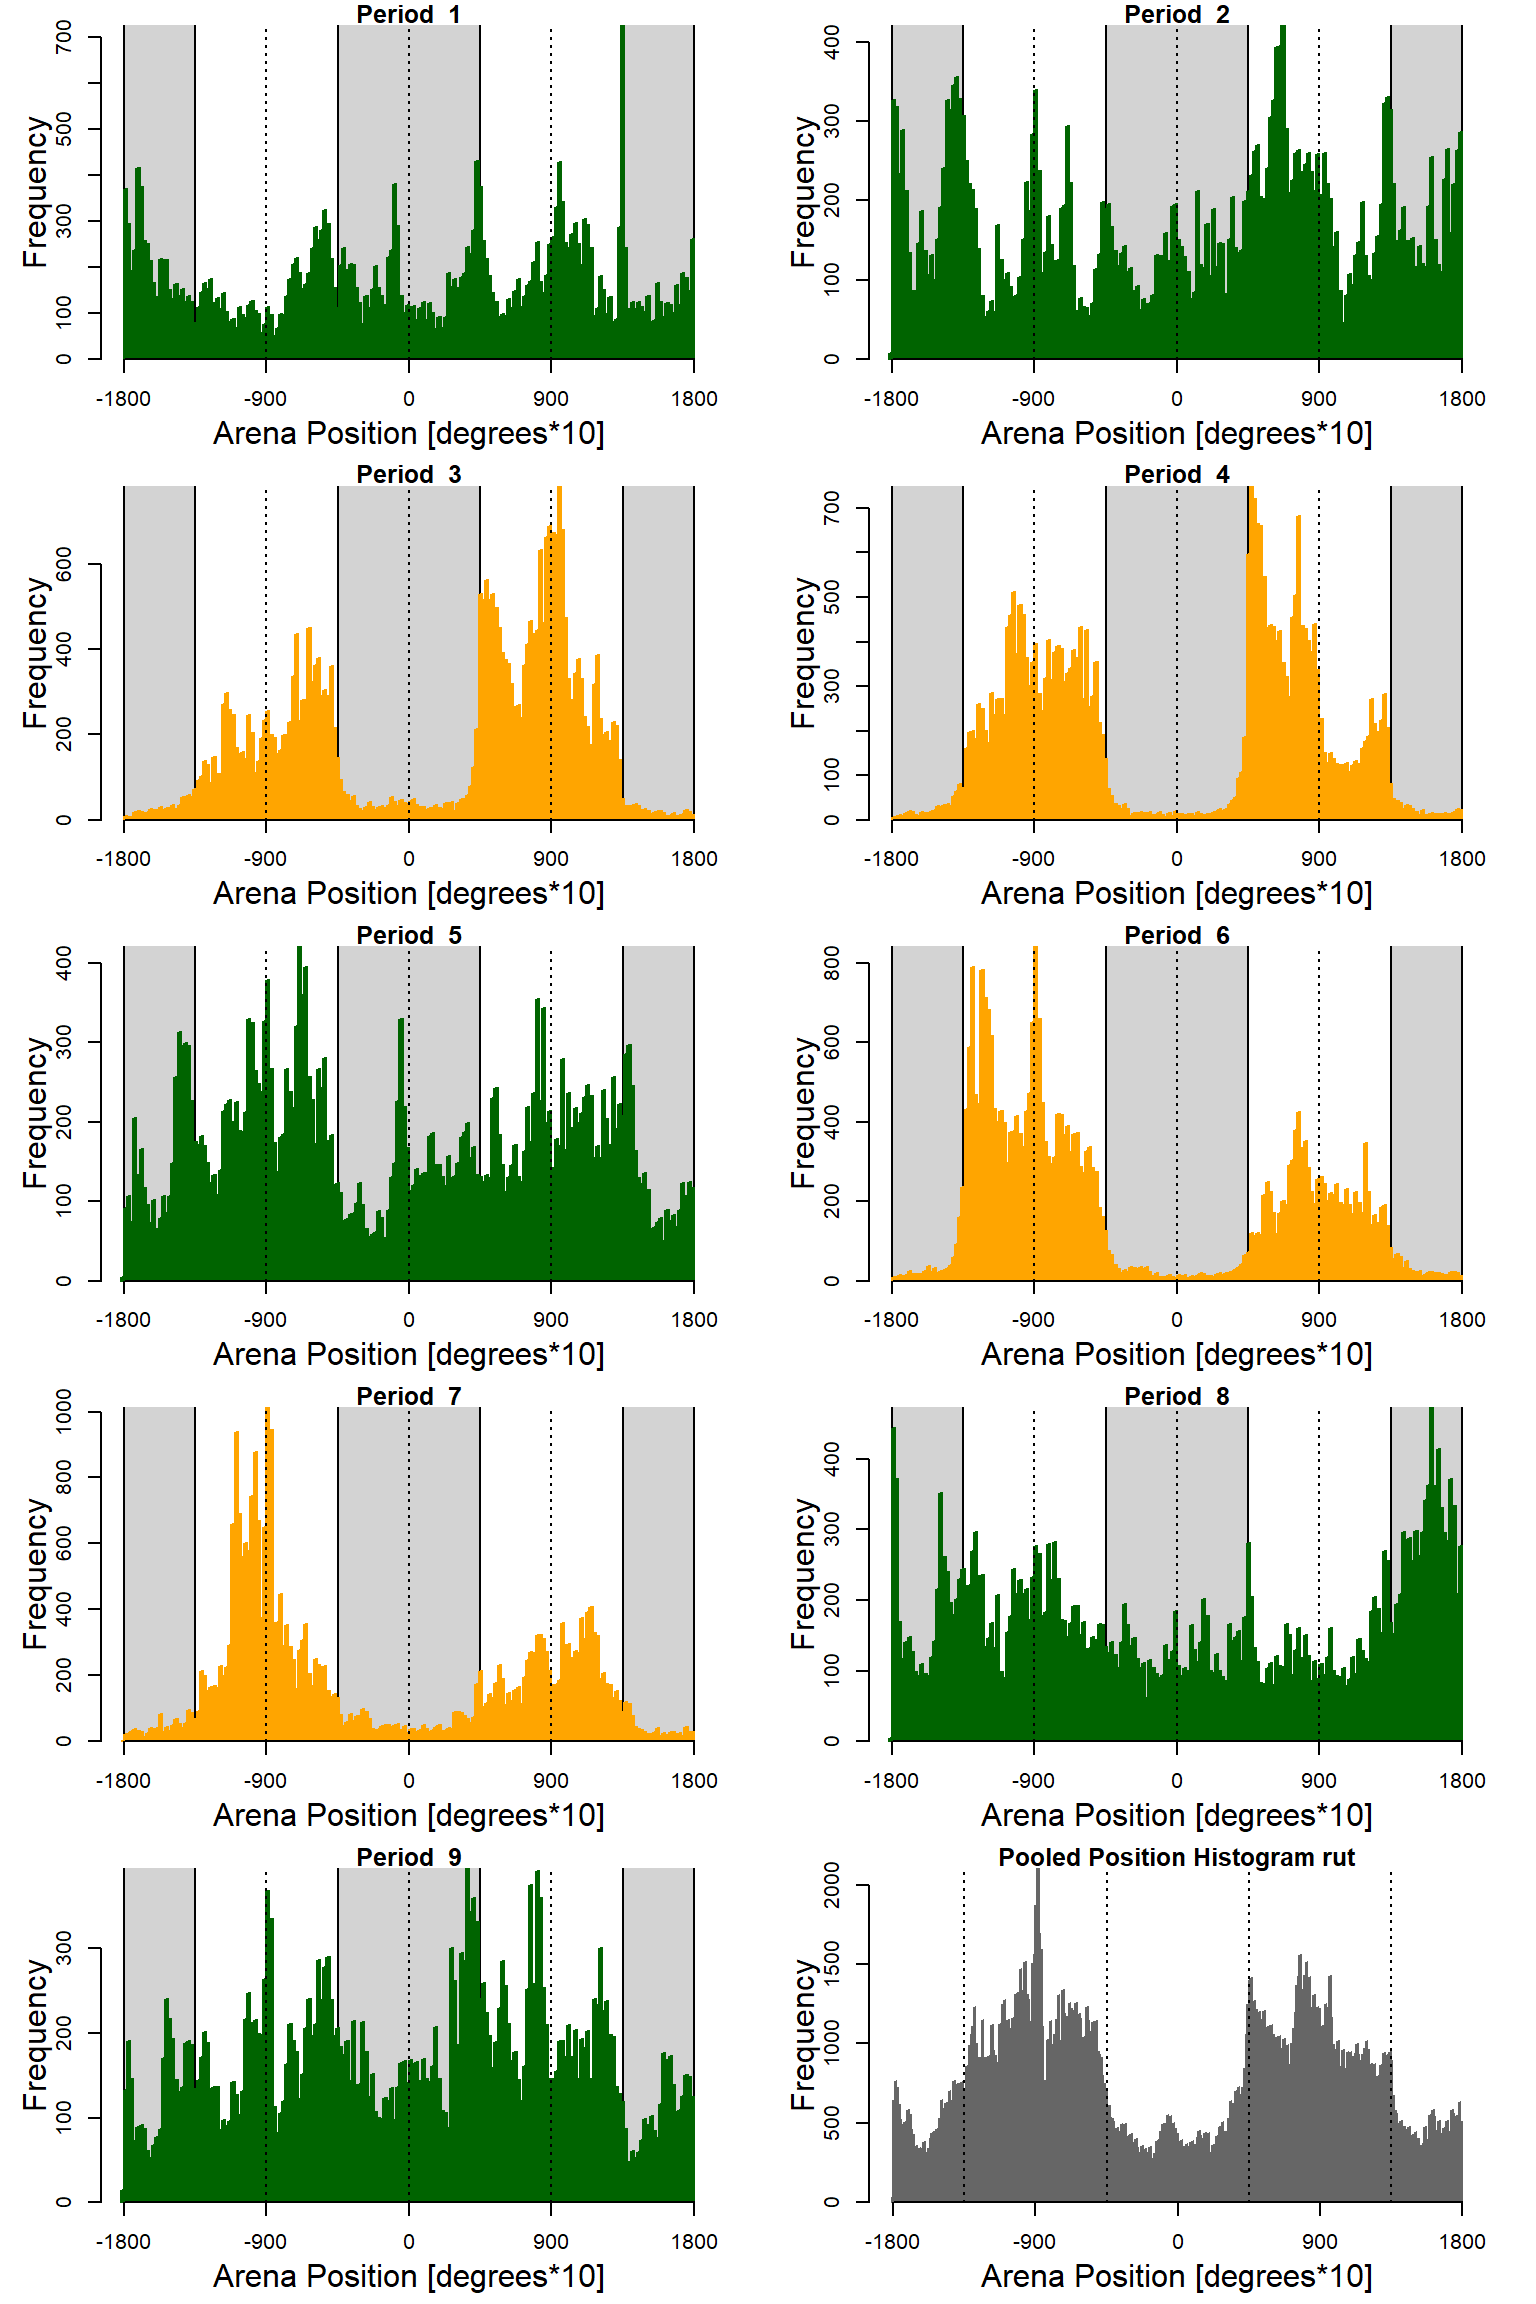 Period 1
Frequency
0 100 300 500 700
-1800 -900 0 900 1800
Arena Position [degrees*10]
Period 2
Frequency
0 100 200 300 400
-1800 -900 0 900 1800
Arena Position [degrees*10]
Period 3
Frequency
0 200 400 600
-1800 -900 0 900 1800
Arena Position [degrees*10]
Period 4
Frequency
0 100 300 500 700
-1800 -900 0 900 1800
Arena Position [degrees*10]
Period 5
Frequency
0 100 200 300 400
-1800 -900 0 900 1800
Arena Position [degrees*10]
Period 6
Frequency
0 200 400 600 800
-1800 -900 0 900 1800
Arena Position [degrees*10]
Period 7
Frequency
0 200 400 600 800 1000
-1800 -900 0 900 1800
Arena Position [degrees*10]
Period 8
Frequency
0 100 200 300 400
-1800 -900 0 900 1800
Arena Position [degrees*10]
Period 9
Frequency
0 100 200 300
-1800 -900 0 900 1800
Arena Position [degrees*10]
Pooled Position Histogram rut
Frequency
0 500 1000 1500 2000
-1800 -900 0 900 1800
Arena Position [degrees*10]